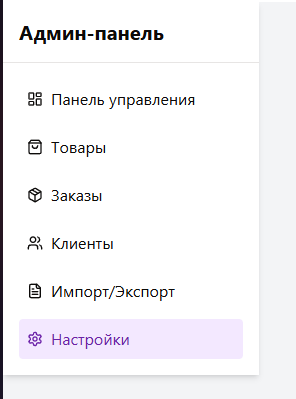 Админ-панель
Панель управления
Товары
Заказы
Клиенты
Импорт/Экспорт
Настройки